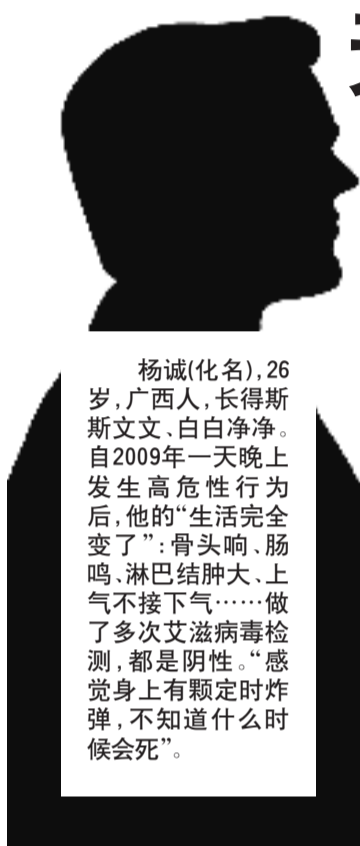 杨诚(化名),26
岁,广西人,长得斯
斯文文、白白净净。
自2009年一天晚上
发生高危性行为
后,他的“生活完全
变了”:骨头响、肠
鸣、淋巴结肿大、上
气不接下气……做
了多次艾滋病毒检
测,都是阴性。“感
觉身上有颗定时炸
弹,不知道什么时
候会死”。